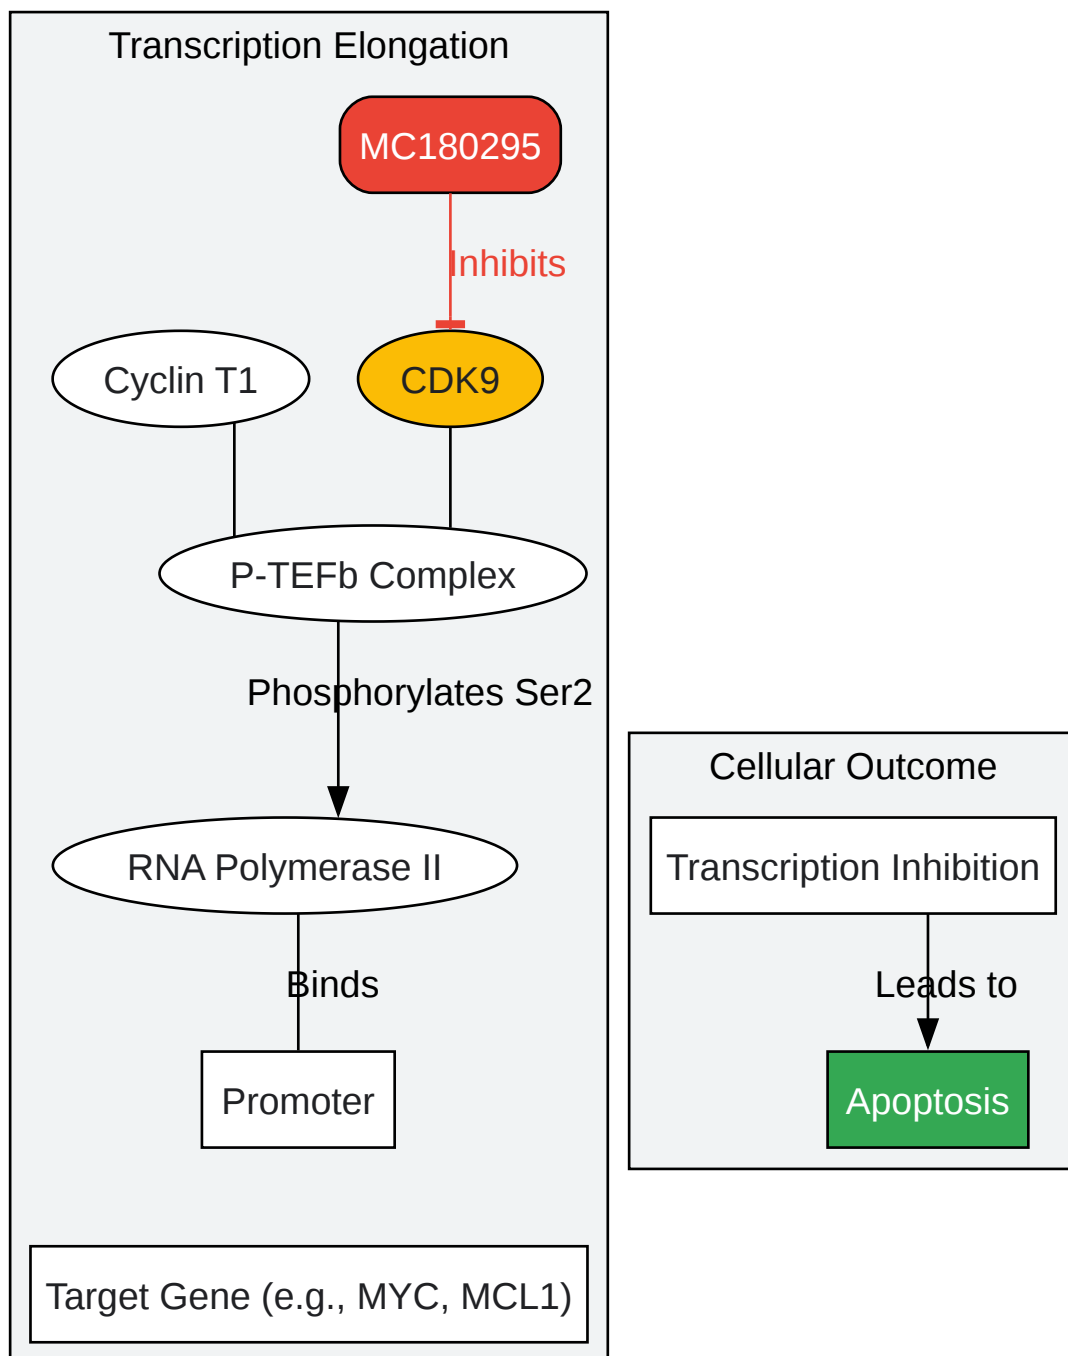 Transcription Elongation
MC180295
Inhibits
Cyclin T1
CDK9
P-TEFb Complex
Phosphorylates Ser2
RNA Polymerase II
Binds
Promoter
Target Gene (e.g., MYC, MCL1)
Cellular Outcome
Transcription Inhibition
Leads to
Apoptosis